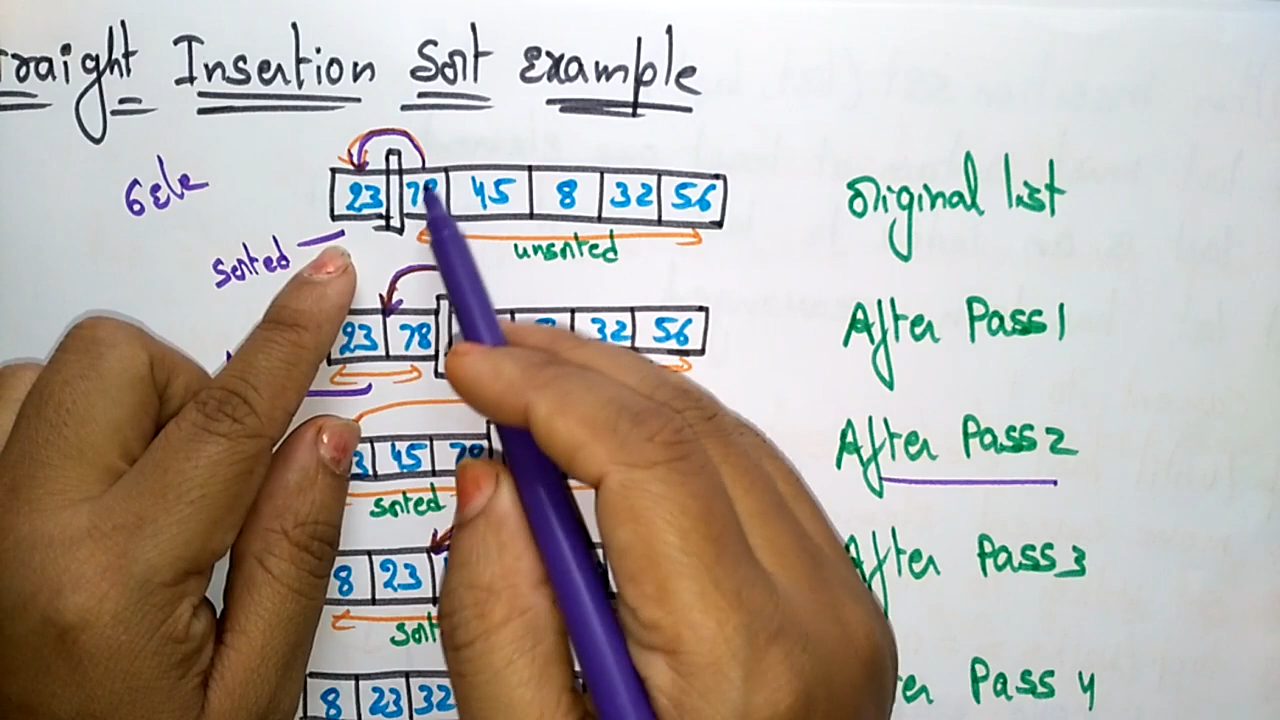 raight Insertion Sort Example
6 ele 23 78 45 8 32 56 Original list
sorted unsorted
23 78 32 56 After Pass 1
45 78 After Pass 2
sorted
8 23 After Pass 3
sort
8 23 32 Pass 4